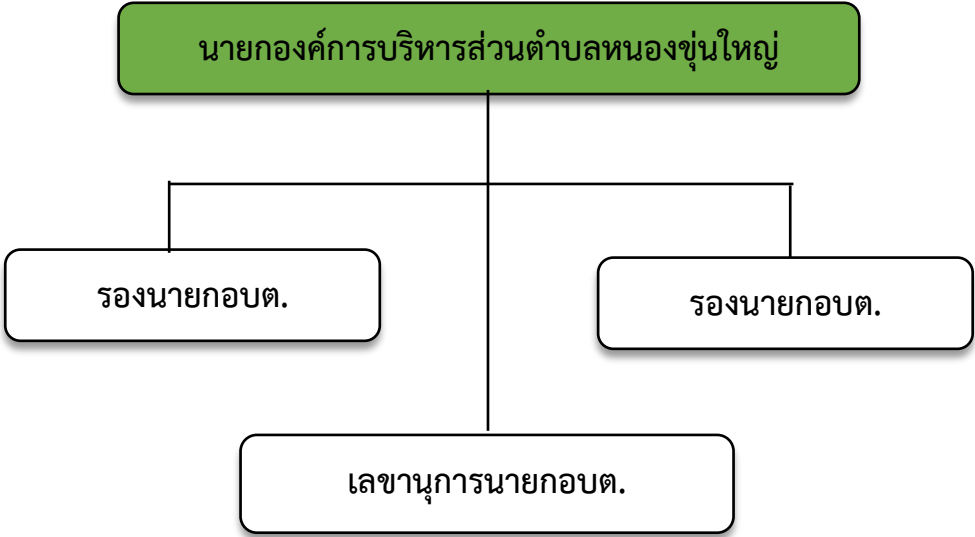 นายกองค์การบริหารส่วนตำบลหนองขุ่นใหญ่
รองนายกอบต.
รองนายกอบต.
เลขานุการนายกอบต.